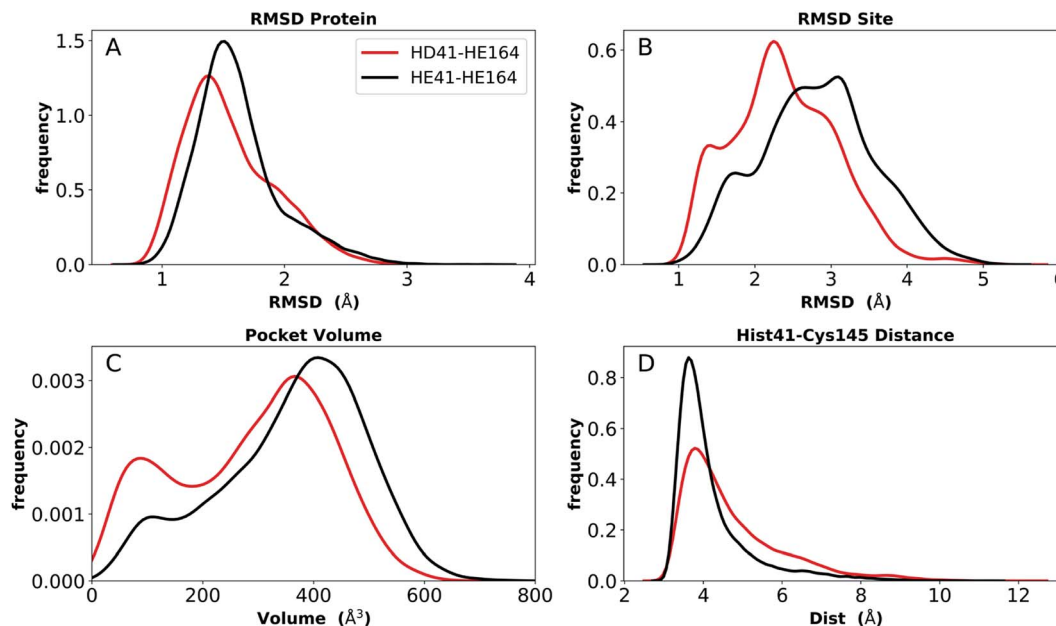 RMSD Protein
A
HD41-HE164
HE41-HE164
1.5
1.0
0.5
0.0
frequency
1 2 3 4
RMSD (Å)
RMSD Site
B
0.6
0.4
0.2
0.0
frequency
1 2 3 4 5
RMSD (Å)
Pocket Volume
C
0.003
0.002
0.001
0.000
frequency
0 200 400 600 800
Volume (Å³)
Hist41-Cys145 Distance
D
0.8
0.6
0.4
0.2
0.0
frequency
2 4 6 8 10 12
Dist (Å)